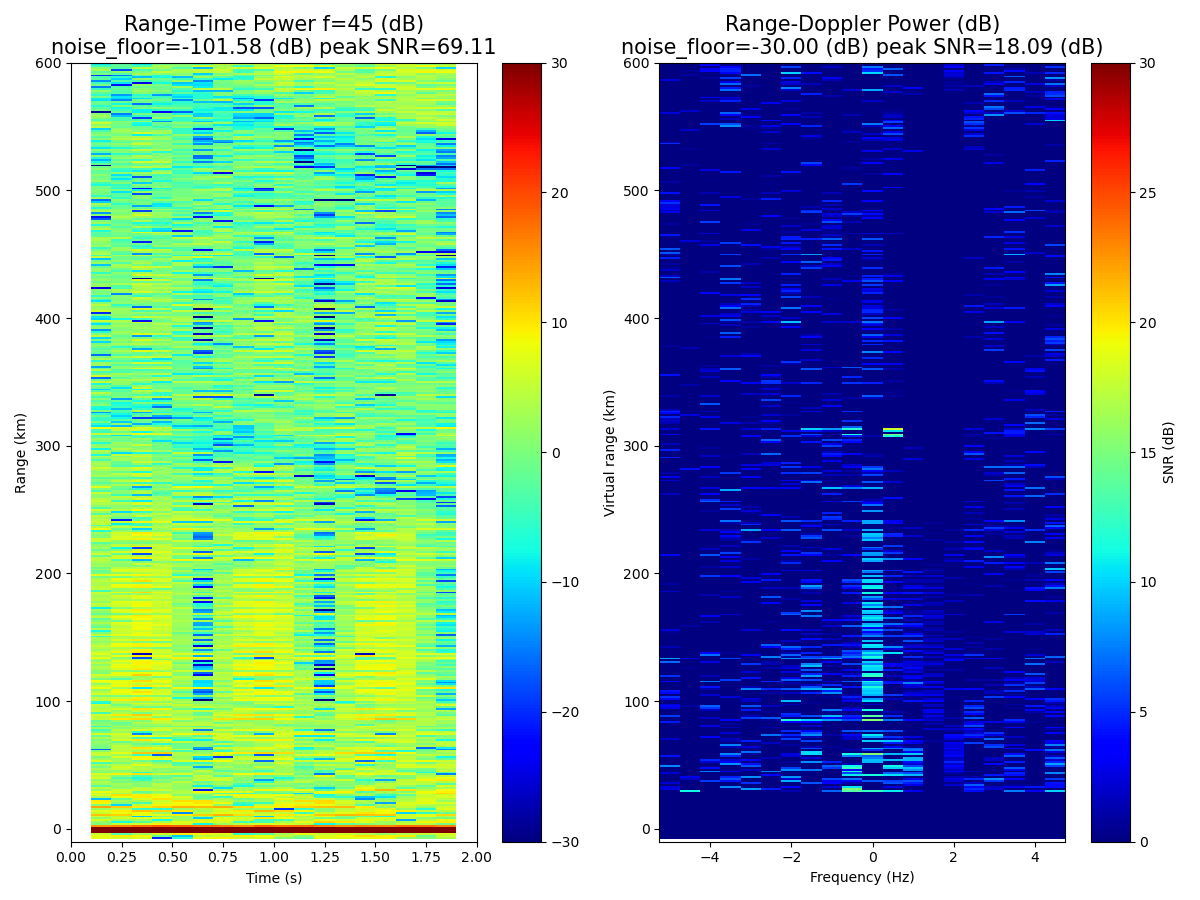 Range-Time Power f=45 (dB)
noise_floor=-101.58 (dB) peak SNR=69.11
600
500
400
300
200
100
0
Range (km)
0.00 0.25 0.50 0.75 1.00 1.25 1.50 1.75 2.00
Time (s)
30
20
10
0
−10
−20
−30
Range-Doppler Power (dB)
noise_floor=-30.00 (dB) peak SNR=18.09 (dB)
600
500
400
300
200
100
0
Virtual range (km)
−4 −2 0 2 4
Frequency (Hz)
30
25
20
15
10
5
0
SNR (dB)